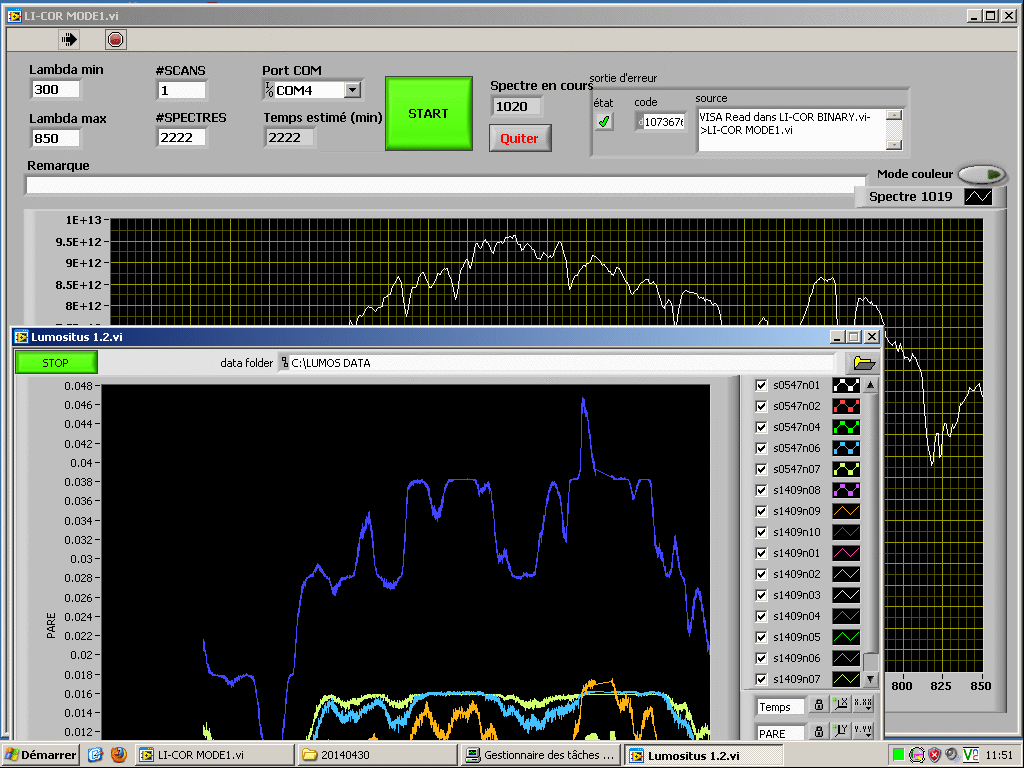 LI-COR MODE1.vi
Lambda min
#SCANS
Port COM
Spectre en cours
sortie d'erreur
300
1
COM4
START
1020
état
code
source
1073676
VISA Read dans LI-COR BINARY.vi-
>LI-COR MODE1.vi
Lambda max
#SPECTRES
Temps estimé (min)
850
2222
2222
Quiter
Remarque
Mode couleur
Spectre 1019
1E+13
9.5E+12
9E+12
8.5E+12
8E+12
Lumositus 1.2.vi
STOP
data folder
C:\LUMOS DATA
0.048
0.046
0.044
0.042
0.04
0.038
0.036
0.034
0.032
0.03
0.028
0.026
0.024
0.022
0.02
0.018
0.016
0.014
0.012
PARE
s0547n01
s0547n02
s0547n04
s0547n06
s0547n07
s1409n08
s1409n09
s1409n10
s1409n01
s1409n02
s1409n03
s1409n04
s1409n05
s1409n06
s1409n07
800 825 850
Temps
X.XX
PARE
Y.YY
Démarrer
LI-COR MODE1.vi
20140430
Gestionnaire des tâches ...
Lumositus 1.2.vi
11:51